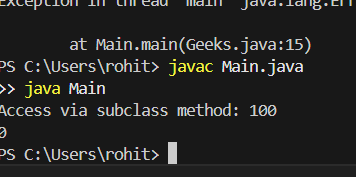 Exception in thread "main" java.lang.Err
at Main.main(Geeks.java:15)
PS C:\Users\rohit> javac Main.java
>> java Main
Access via subclass method: 100
0
PS C:\Users\rohit>